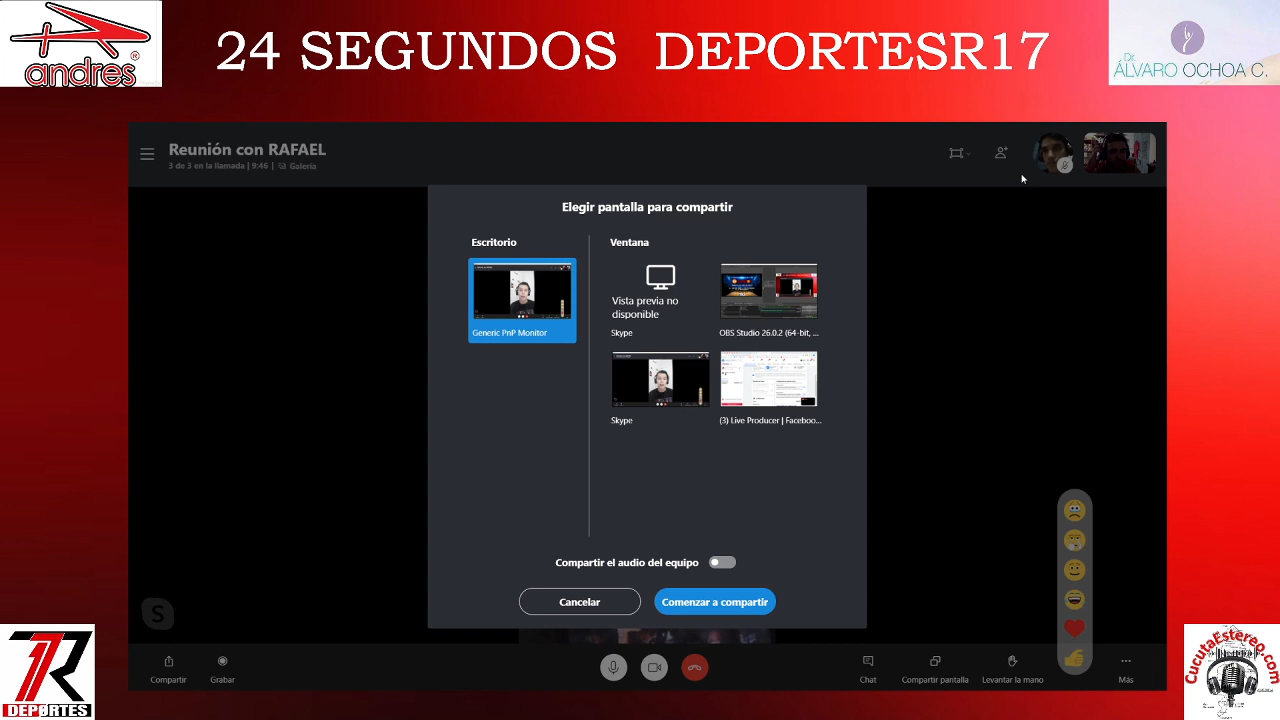 andres®
24 SEGUNDOS DEPORTESR17
Dr.
ÁLVARO OCHOA C.
Reunión con RAFAEL
3 de 3 en la llamada | 9:46 | Galería
Elegir pantalla para compartir
Escritorio
Ventana
Vista previa no
disponible
Generic PnP Monitor
Skype
OBS Studio 26.0.2 (64-bit, ...
Skype
(3) Live Producer | Faceboo...
Compartir el audio del equipo
Cancelar
Comenzar a compartir
S
Compartir
Grabar
Chat
Compartir pantalla
Levantar la mano
Más
DEPORTES
CucutaEstereo.com